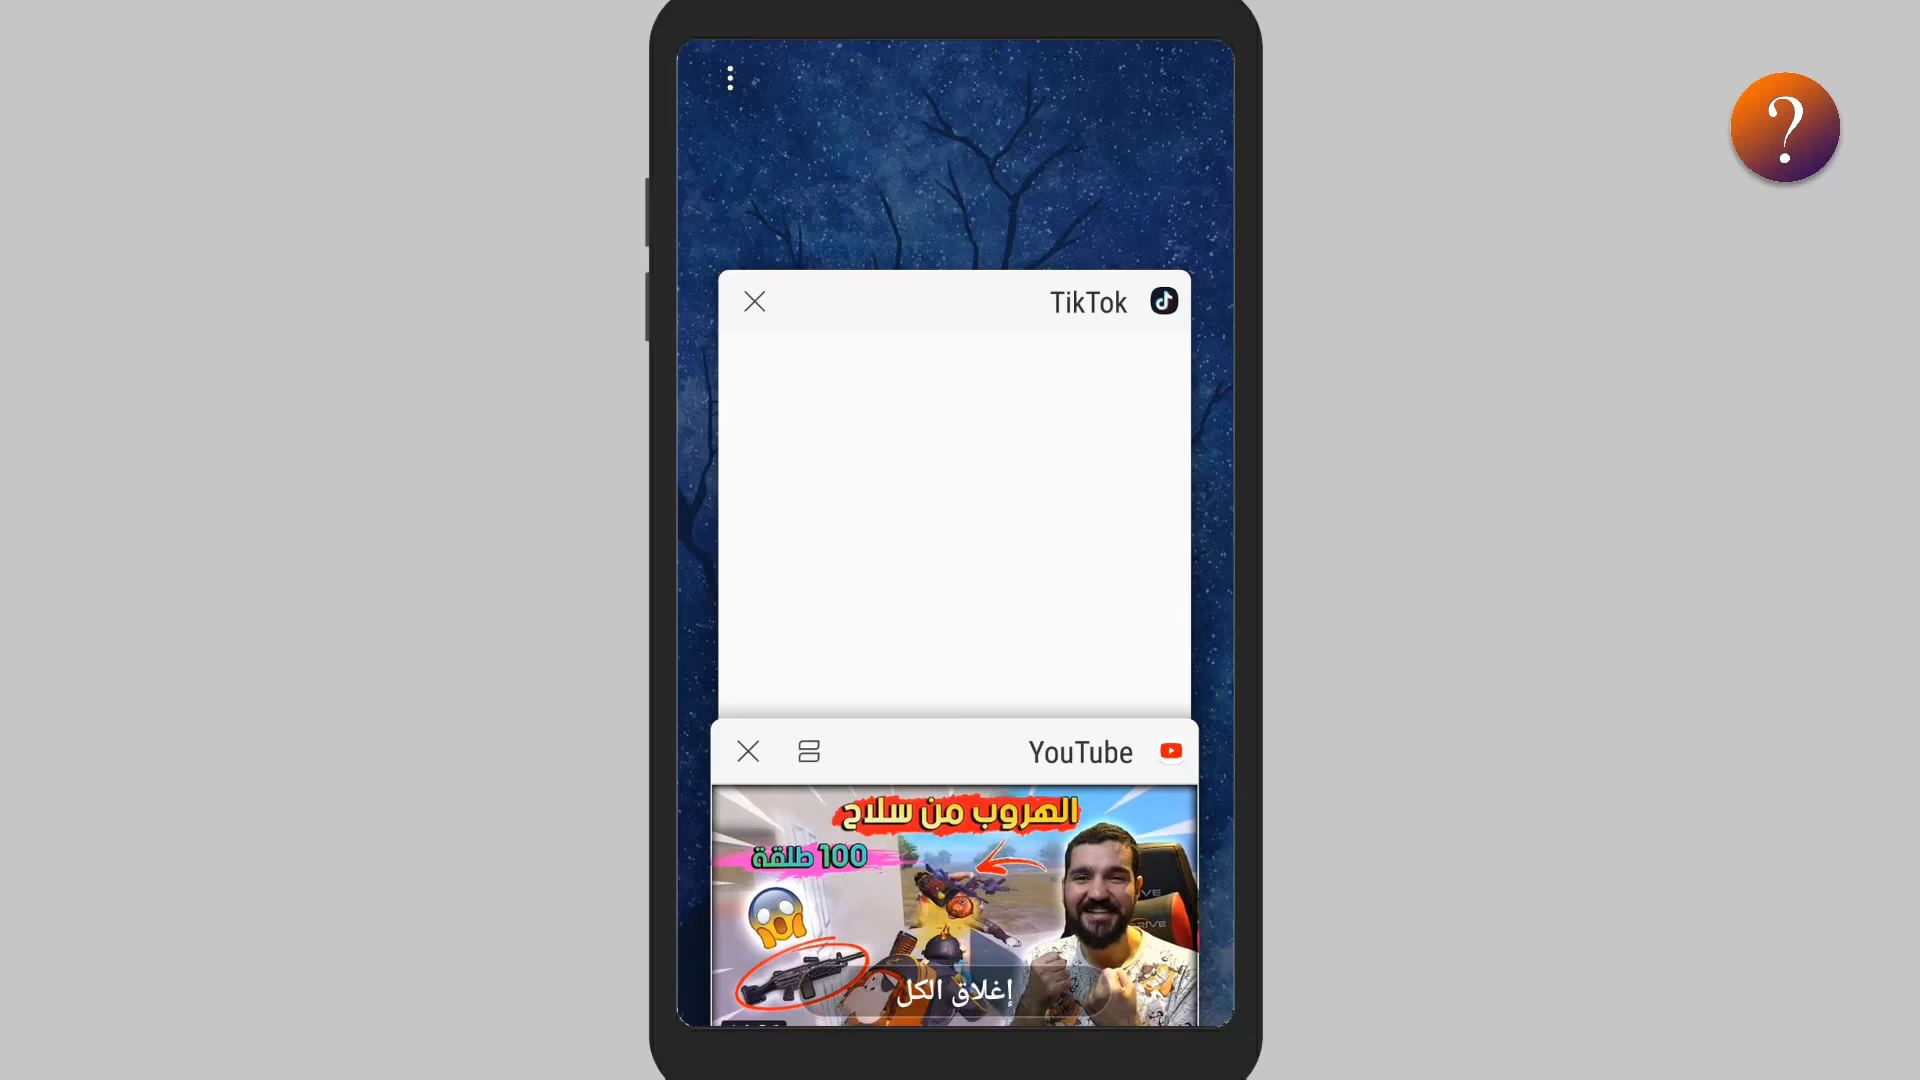 ?
TikTok
YouTube
الهروب من سلاح
100 طلقة
إغلاق الكل